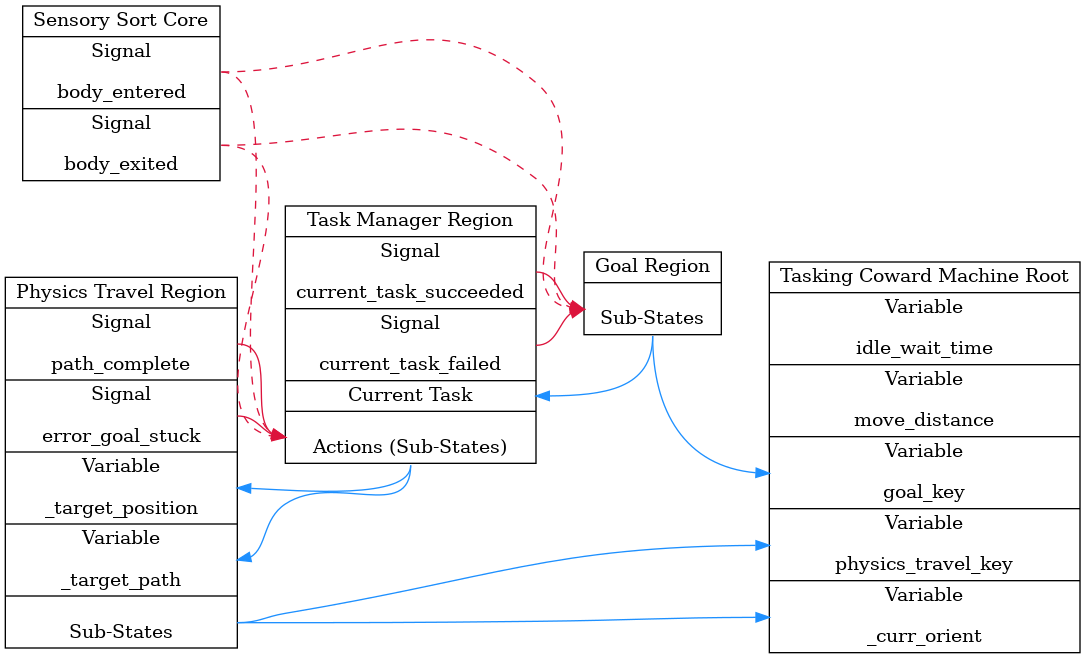 Sensory Sort Core
Signal
body_entered
Signal
body_exited
Physics Travel Region
Signal
path_complete
Signal
error_goal_stuck
Variable
_target_position
Variable
_target_path
Sub-States
Task Manager Region
Signal
current_task_succeeded
Signal
current_task_failed
Current Task
Actions (Sub-States)
Goal Region
Sub-States
Tasking Coward Machine Root
Variable
idle_wait_time
Variable
move_distance
Variable
goal_key
Variable
physics_travel_key
Variable
_curr_orient